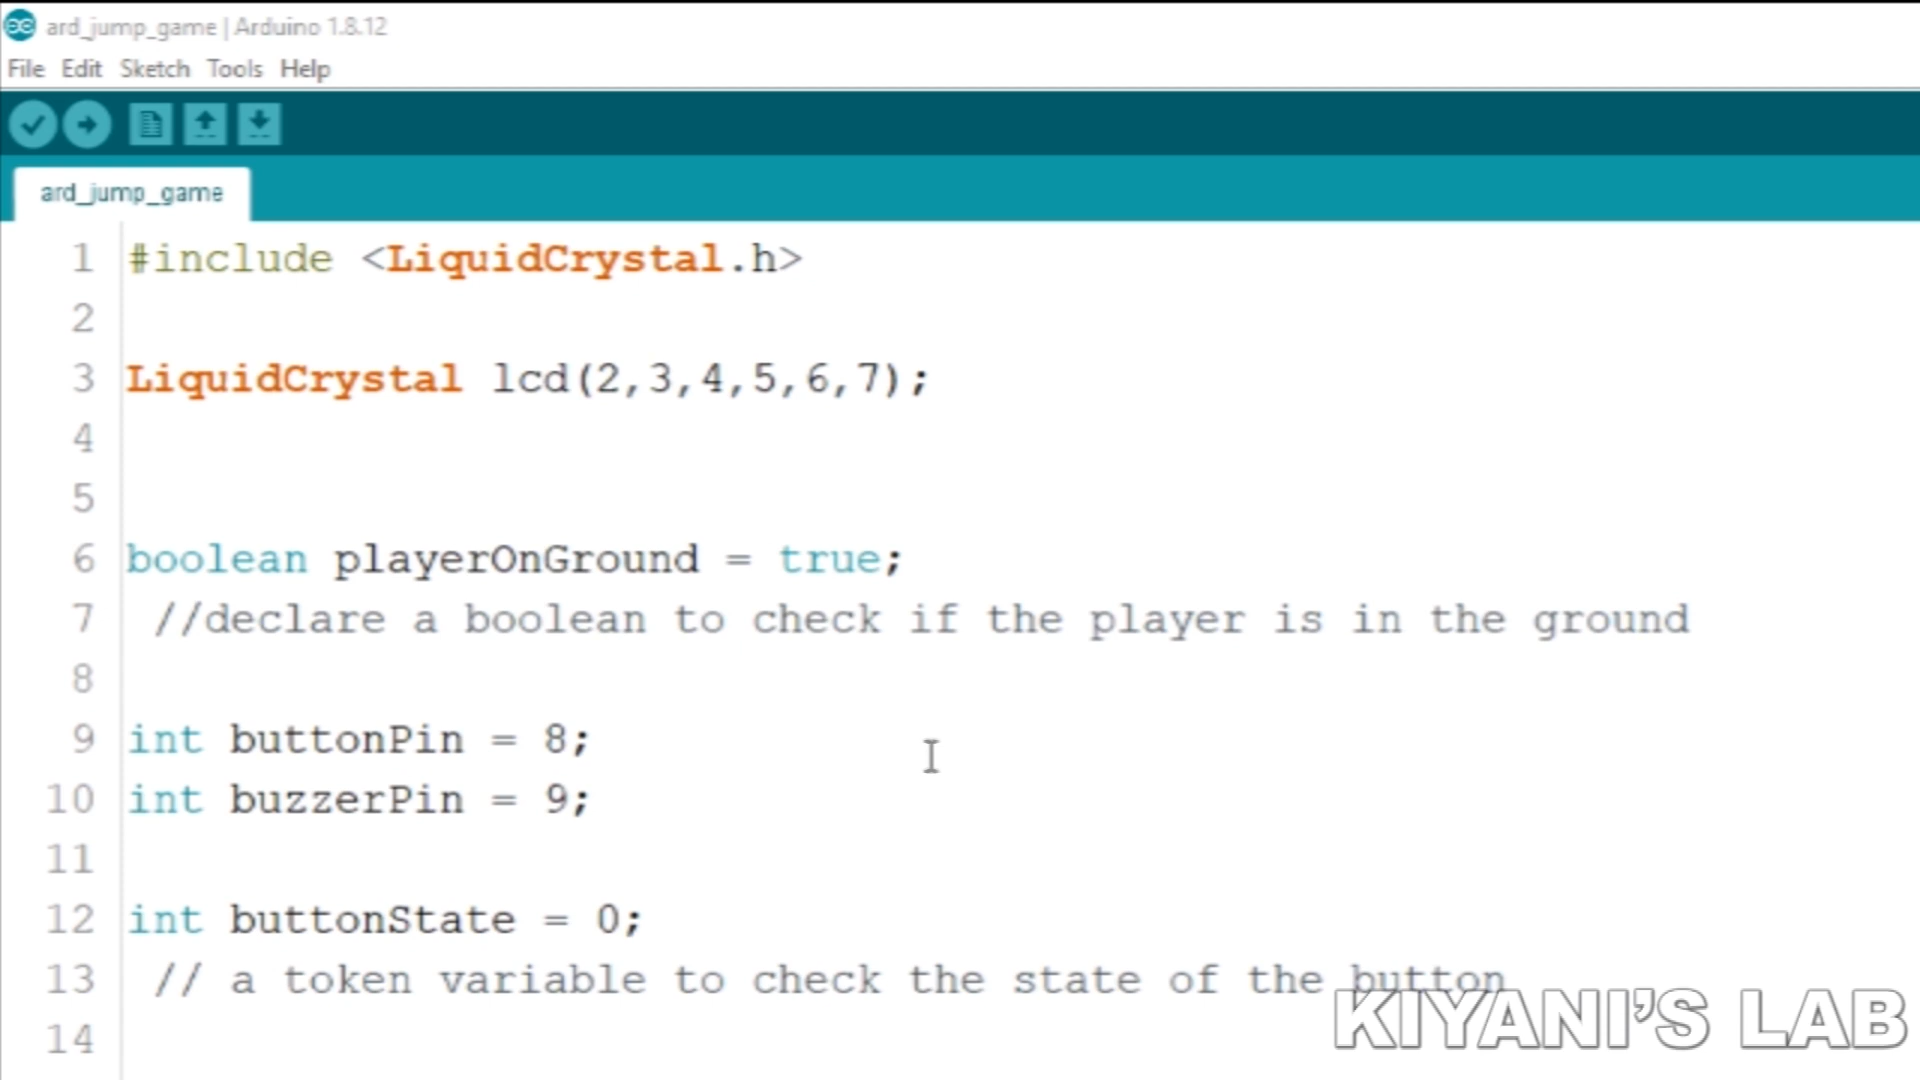 ard_jump_game | Arduino 1.8.12
File Edit Sketch Tools Help
ard_jump_game
1 #include <LiquidCrystal.h>
2
3 LiquidCrystal lcd(2,3,4,5,6,7);
4
5
6 boolean playerOnGround = true;
7 //declare a boolean to check if the player is in the ground
8
9 int buttonPin = 8;
10 int buzzerPin = 9;
11
12 int buttonState = 0;
13 // a token variable to check the state of the button
14
KIYANI'S LAB